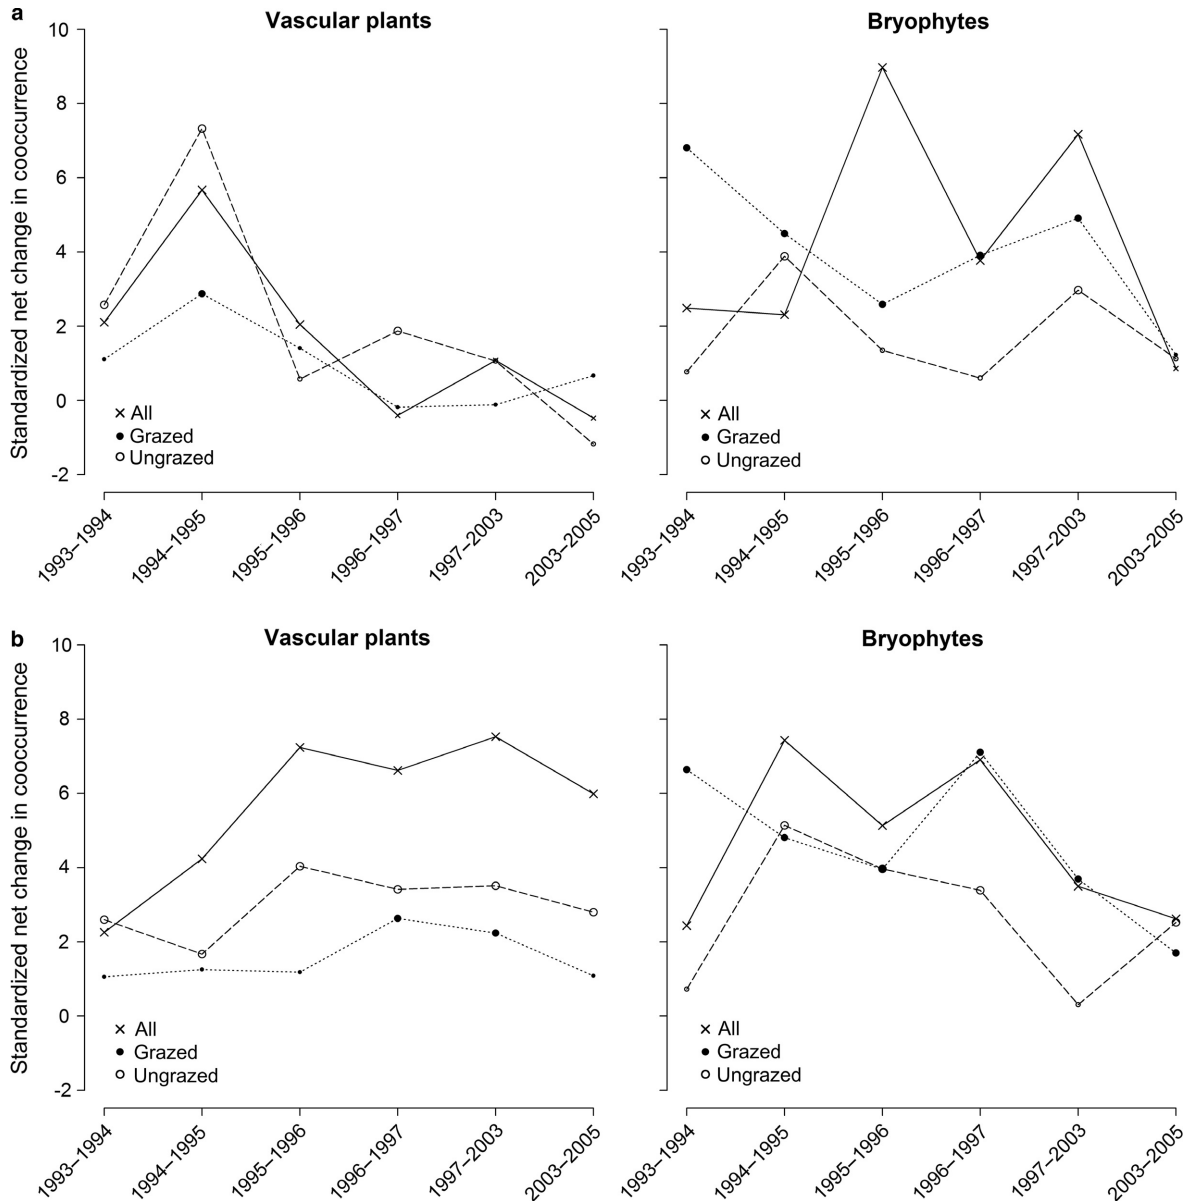 a
Vascular plants
Bryophytes
Standardized net change in cooccurrence
10
8
6
4
2
0
-2
× All
Grazed
Ungrazed
All
Grazed
Ungrazed
1993–1994
1994–1995
1995–1996
1996–1997
1997–2003
2003–2005
1993–1994
1994–1995
1995–1996
1996–1997
1997–2003
2003–2005
b
Vascular plants
Bryophytes
Standardized net change in cooccurrence
10
8
6
4
2
0
-2
All
Grazed
Ungrazed
All
Grazed
Ungrazed
1993–1994
1994–1995
1995–1996
1996–1997
1997–2003
2003–2005
1993–1994
1994–1995
1995–1996
1996–1997
1997–2003
2003–2005